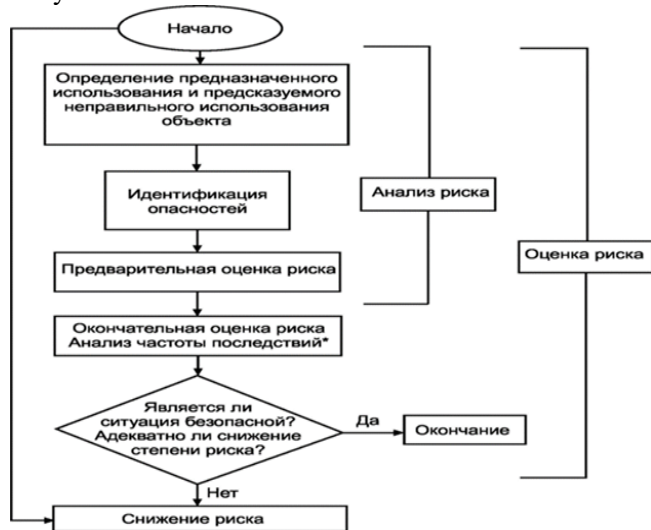 Начало
Определение предназначенного
использования и предсказуемого
неправильного использования
объекта
Идентификация
опасностей
Анализ риска
Предварительная оценка риска
Оценка риска
Окончательная оценка риска
Анализ частоты последствий*
Является ли
ситуация безопасной?
Адекватно ли снижение
степени риска?
Да
Окончание
Нет
Снижение риска